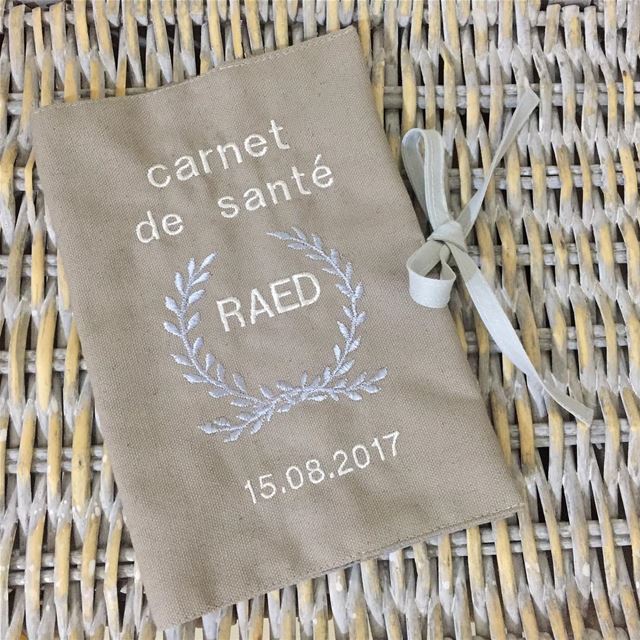 carnet
de santé
RAED
15.08.2017